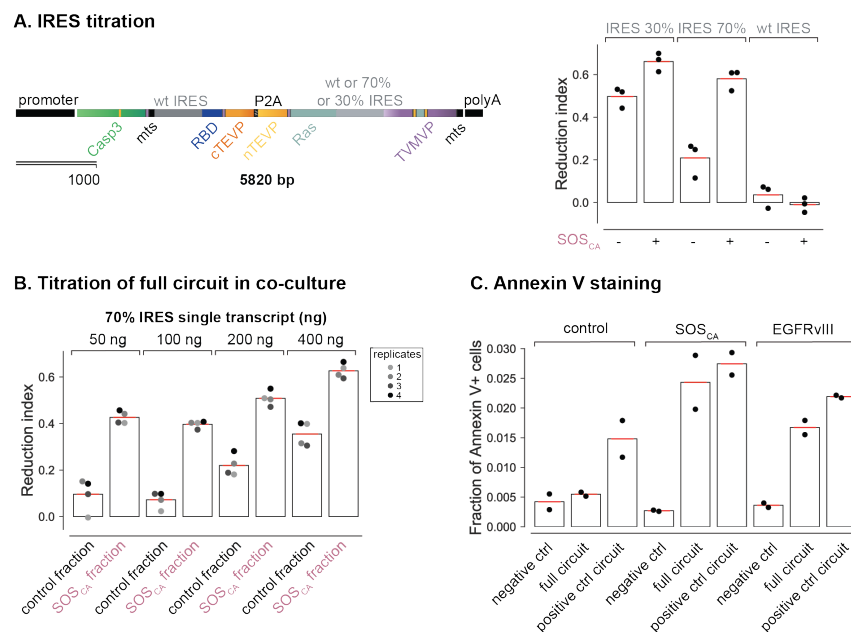 A. IRES titration
promoter
wt IRES
P2A
wt or 70%
or 30% IRES
polyA
Casp3
mts
RBD
cTEVP
nTEVP
Ras
TVMVP
mts
1000
5820 bp
IRES 30%
IRES 70%
wt IRES
Reduction index
0.6
0.4
0.2
0.0
SOSCA
- + - + - +
B. Titration of full circuit in co-culture
70% IRES single transcript (ng)
50 ng
100 ng
200 ng
400 ng
replicates
1
2
3
4
Reduction index
0.6
0.4
0.2
0.0
control fraction
SOSCA fraction
control fraction
SOSCA fraction
control fraction
SOSCA fraction
control fraction
SOSCA fraction
C. Annexin V staining
control
SOSCA
EGFRvIII
Fraction of Annexin V+ cells
0.030
0.025
0.020
0.015
0.010
0.005
0.000
negative ctrl
full circuit
positive ctrl circuit
negative ctrl
full circuit
positive ctrl circuit
negative ctrl
full circuit
positive ctrl circuit